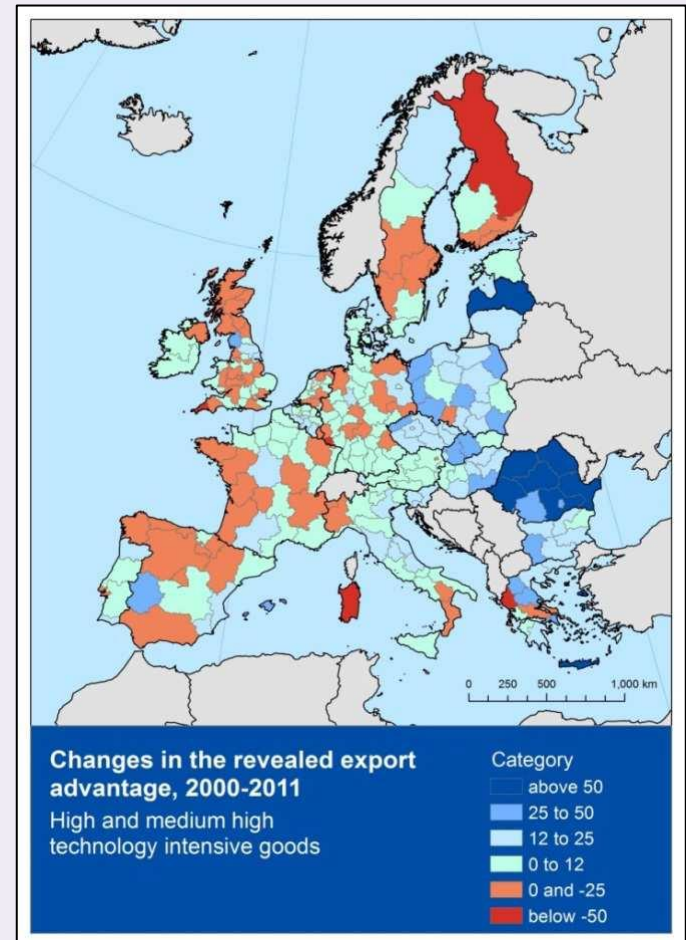 0 250 500 1,000 km
Changes in the revealed export
advantage, 2000-2011
High and medium high
technology intensive goods
Category
above 50
25 to 50
12 to 25
0 to 12
0 and -25
below -50